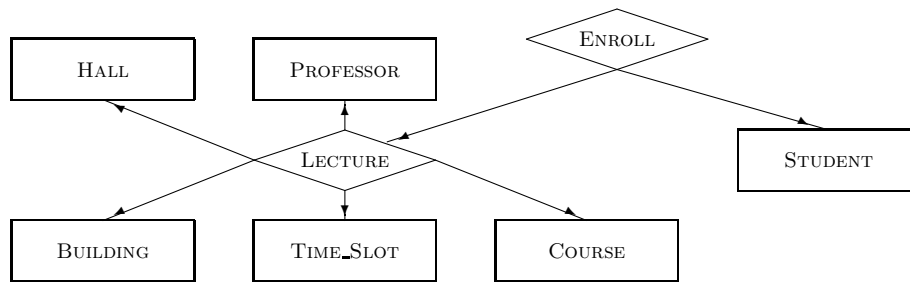 ENROLL
HALL
PROFESSOR
LECTURE
STUDENT
BUILDING
TIME_SLOT
COURSE